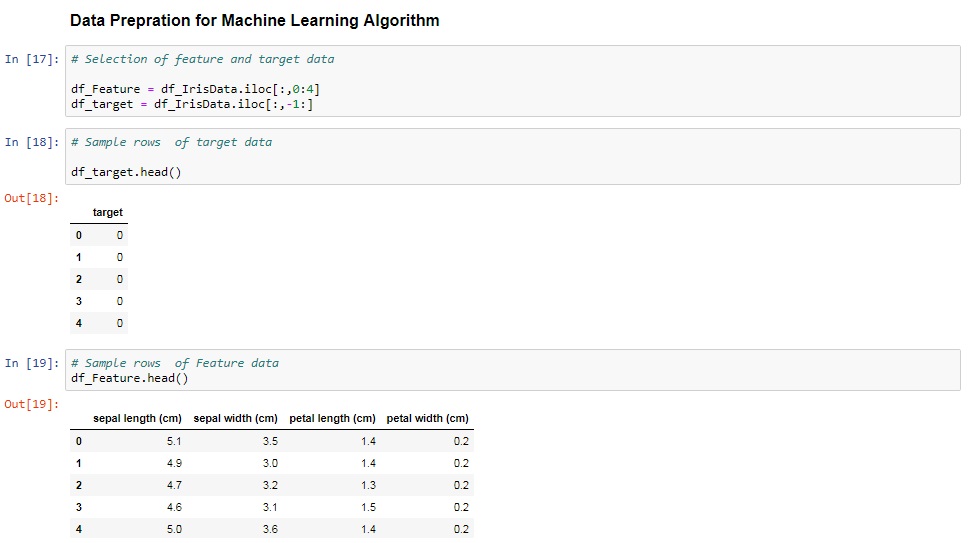 Data Prepration for Machine Learning Algorithm
In [17]: # Selection of feature and target data
df_Feature = df_IrisData.iloc[:,0:4]
df_target = df_IrisData.iloc[:,-1:]
In [18]: # Sample rows  of target data
df_target.head()
Out[18]:
target
0 0
1 0
2 0
3 0
4 0
In [19]: # Sample rows  of Feature data
df_Feature.head()
Out[19]:
sepal length (cm) sepal width (cm) petal length (cm) petal width (cm)
0 5.1 3.5 1.4 0.2
1 4.9 3.0 1.4 0.2
2 4.7 3.2 1.3 0.2
3 4.6 3.1 1.5 0.2
4 5.0 3.6 1.4 0.2